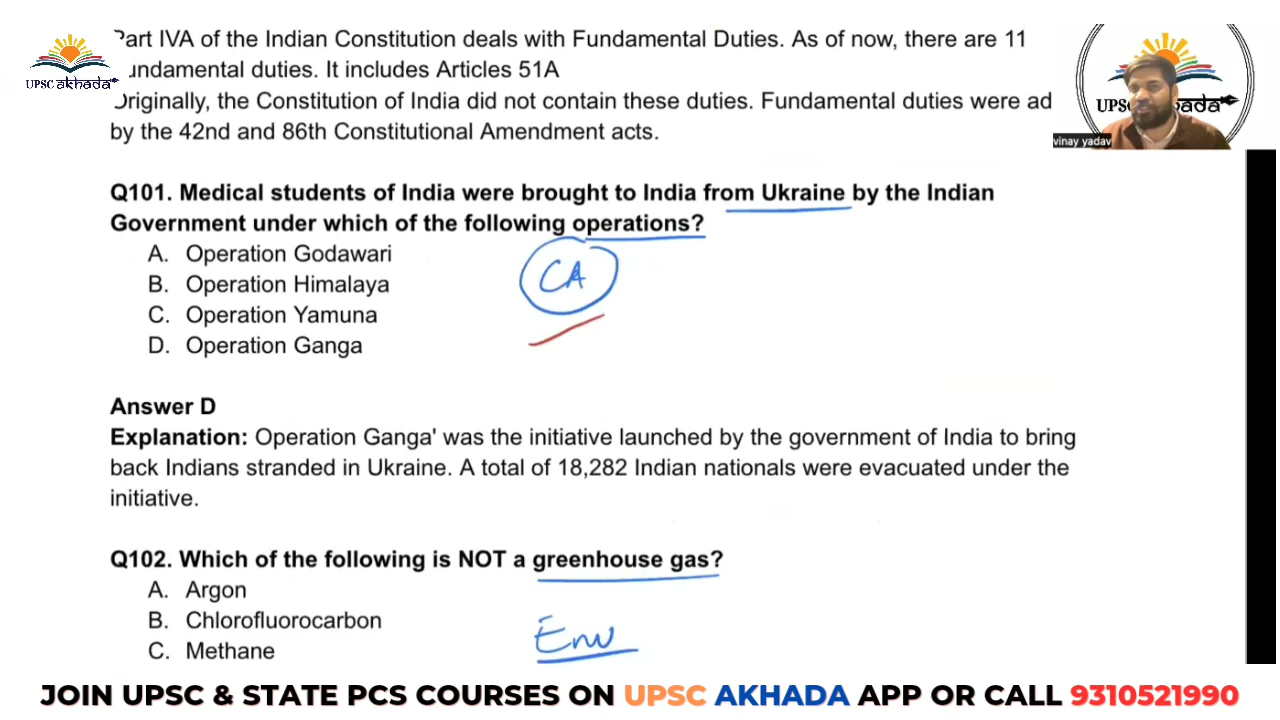 Part IVA of the Indian Constitution deals with Fundamental Duties. As of now, there are 11
undamental duties. It includes Articles 51A
Originally, the Constitution of India did not contain these duties. Fundamental duties were ad
by the 42nd and 86th Constitutional Amendment acts.
UPSC akhada
UPSC akhada
vinay yadav
Q101. Medical students of India were brought to India from Ukraine by the Indian
Government under which of the following operations?
A. Operation Godawari
B. Operation Himalaya
C. Operation Yamuna
D. Operation Ganga
CA
Answer D
Explanation: Operation Ganga' was the initiative launched by the government of India to bring
back Indians stranded in Ukraine. A total of 18,282 Indian nationals were evacuated under the
initiative.
Q102. Which of the following is NOT a greenhouse gas?
A. Argon
B. Chlorofluorocarbon
C. Methane
Env
JOIN UPSC & STATE PCS COURSES ON UPSC AKHADA APP OR CALL 9310521990